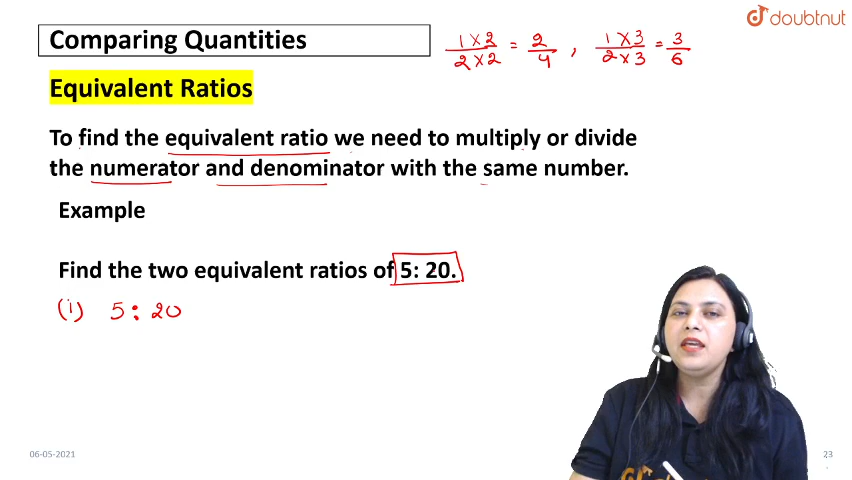 Comparing Quantities
1 x 2 / 2 x 2 = 2 / 4 , 1 x 3 / 2 x 3 = 3 / 6
doubtnut
Equivalent Ratios
To find the equivalent ratio we need to multiply or divide
the numerator and denominator with the same number.
Example
Find the two equivalent ratios of 5: 20.
(i) 5 : 20
06-05-2021
23